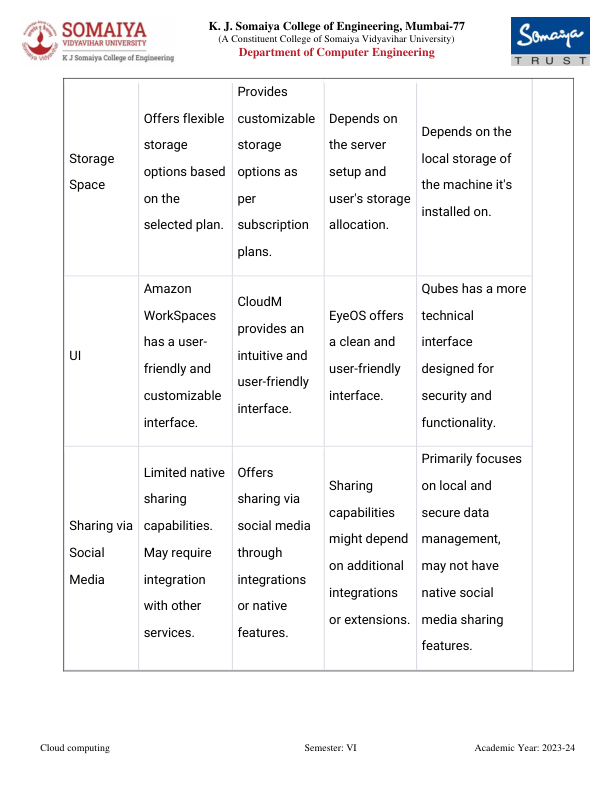 SOMAIYA
VIDYAVIHAR UNIVERSITY
K J Somaiya College of Engineering
K. J. Somaiya College of Engineering, Mumbai-77
(A Constituent College of Somaiya Vidyavihar University)
Department of Computer Engineering
Somaiya
TRUST
Storage
Space
Offers flexible
storage
options based
on the
selected plan.
Provides
customizable
storage
options as
per
subscription
plans.
Depends on
the server
setup and
user's storage
allocation.
Depends on the
local storage of
the machine it's
installed on.
UI
Amazon
WorkSpaces
has a user-
friendly and
customizable
interface.
CloudM
provides an
intuitive and
user-friendly
interface.
EyeOS offers
a clean and
user-friendly
interface.
Qubes has a more
technical
interface
designed for
security and
functionality.
Sharing via
Social
Media
Limited native
sharing
capabilities.
May require
integration
with other
services.
Offers
sharing via
social media
through
integrations
or native
features.
Sharing
capabilities
might depend
on additional
integrations
or extensions.
Primarily focuses
on local and
secure data
management,
may not have
native social
media sharing
features.
Cloud computing
Semester: VI
Academic Year: 2023-24